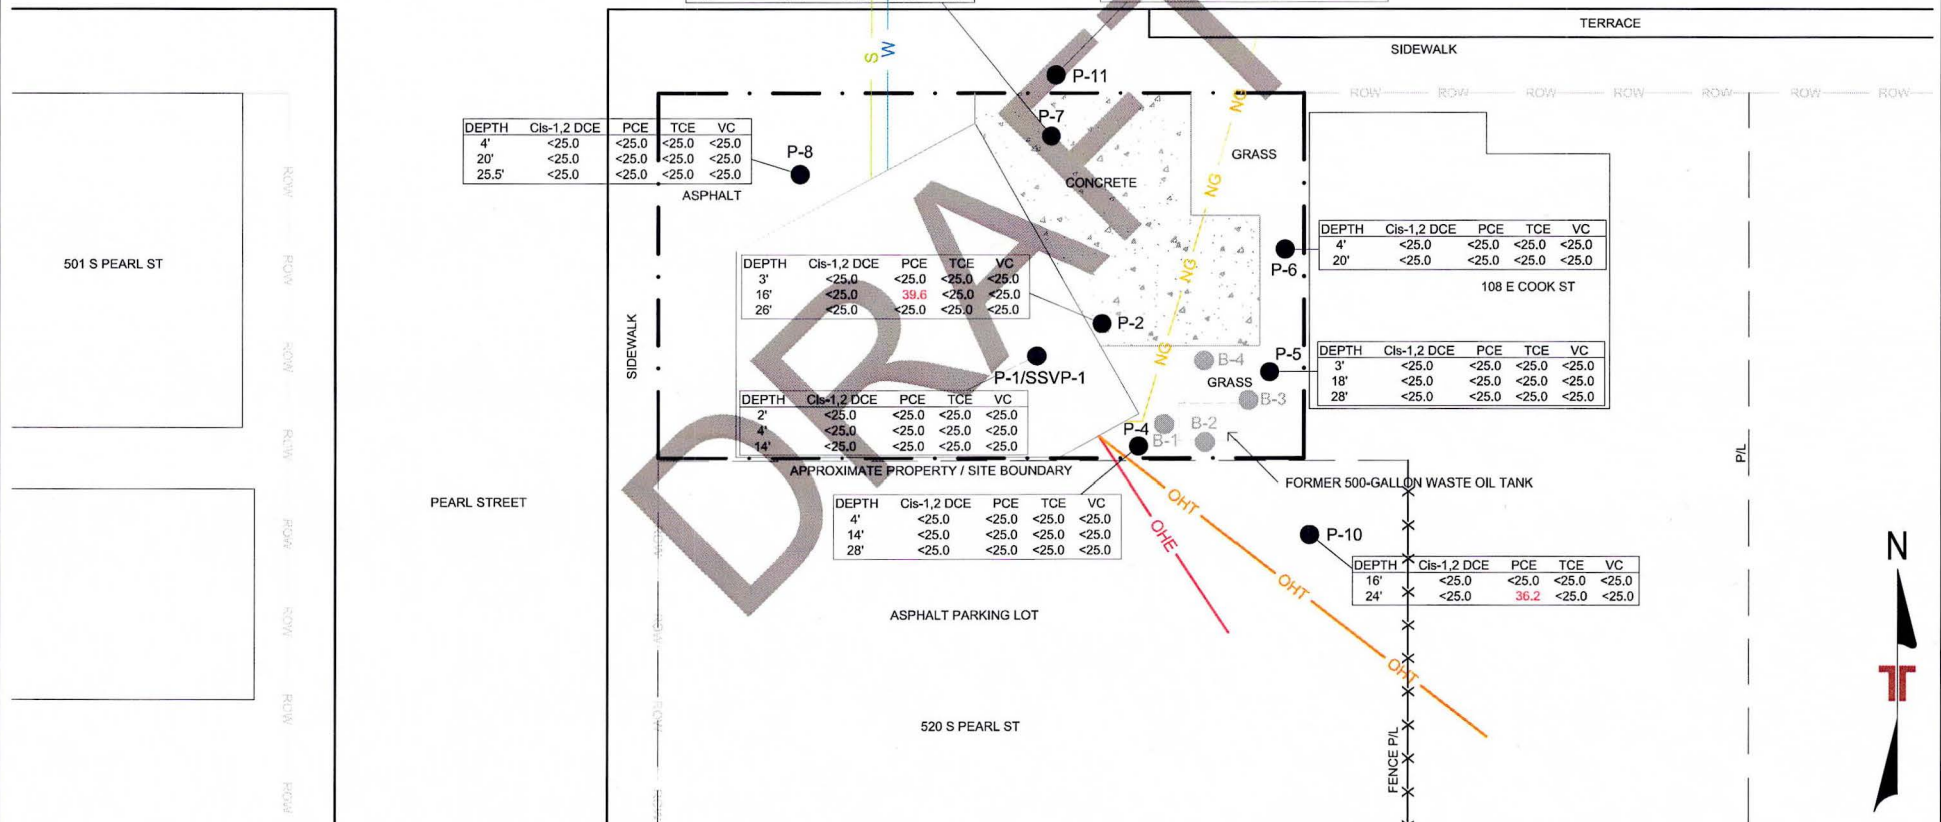 TERRACE
SIDEWALK
S
W
P-11
NG
ROW ROW ROW ROW ROW ROW ROW
P-7
DEPTH Cis-1,2 DCE PCE TCE VC
4' <25.0 <25.0 <25.0 <25.0
20' <25.0 <25.0 <25.0 <25.0
25.5' <25.0 <25.0 <25.0 <25.0
P-8
ASPHALT
GRASS
CONCRETE
NG
ROW
501 S PEARL ST
DEPTH Cis-1,2 DCE PCE TCE VC
4' <25.0 <25.0 <25.0 <25.0
20' <25.0 <25.0 <25.0 <25.0
P-6
108 E COOK ST
ROW
DEPTH Cis-1,2 DCE PCE TCE VC
3' <25.0 <25.0 <25.0 <25.0
16' <25.0 39.6 <25.0 <25.0
26' <25.0 <25.0 <25.0 <25.0
NG
P-2
SIDEWALK
ROW
NG
P-1/SSVP-1
B-4
P-5
GRASS
DEPTH Cis-1,2 DCE PCE TCE VC
3' <25.0 <25.0 <25.0 <25.0
18' <25.0 <25.0 <25.0 <25.0
28' <25.0 <25.0 <25.0 <25.0
B-3
DEPTH Cis-1,2 DCE PCE TCE VC
2' <25.0 <25.0 <25.0 <25.0
4' <25.0 <25.0 <25.0 <25.0
14' <25.0 <25.0 <25.0 <25.0
P-4
B-1
B-2
ROW
P/L
APPROXIMATE PROPERTY / SITE BOUNDARY
FORMER 500-GALLON WASTE OIL TANK
PEARL STREET
DEPTH Cis-1,2 DCE PCE TCE VC
4' <25.0 <25.0 <25.0 <25.0
14' <25.0 <25.0 <25.0 <25.0
28' <25.0 <25.0 <25.0 <25.0
OHT
OHE
P-10
ROW
ROW
N
DEPTH Cis-1,2 DCE PCE TCE VC
16' <25.0 <25.0 <25.0 <25.0
24' <25.0 36.2 <25.0 <25.0
OHT
ASPHALT PARKING LOT
ROW
ROW
OHT
ROW
ROW
520 S PEARL ST
FENCE P/L
ROW
ROW
DRAFT